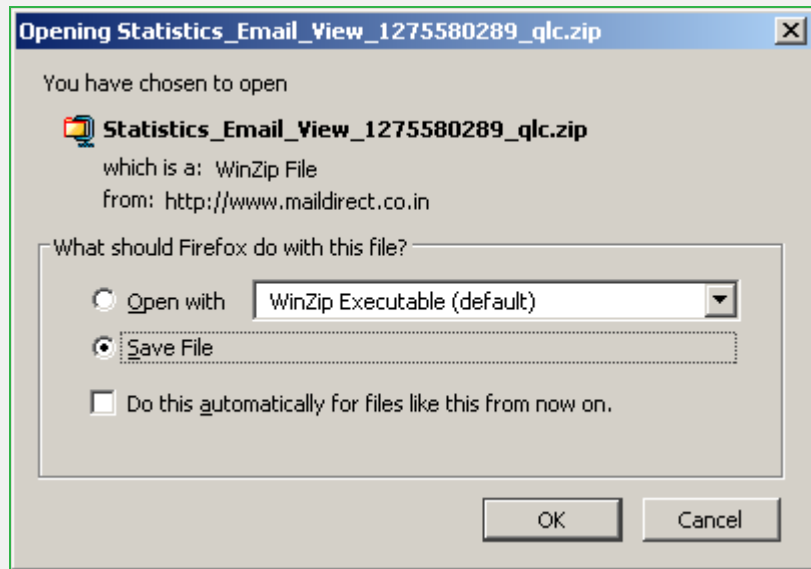 Opening Statistics_Email_View_1275580289_qlc.zip
You have chosen to open
Statistics_Email_View_1275580289_qlc.zip
which is a: WinZip File
from: http://www.maildirect.co.in
What should Firefox do with this file?
Open with WinZip Executable (default)
Save File
Do this automatically for files like this from now on.
OK Cancel